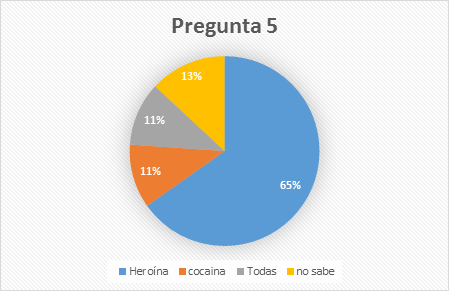 Pregunta 5
13%
11%
11%
65%
Heroína cocaina Todas no sabe